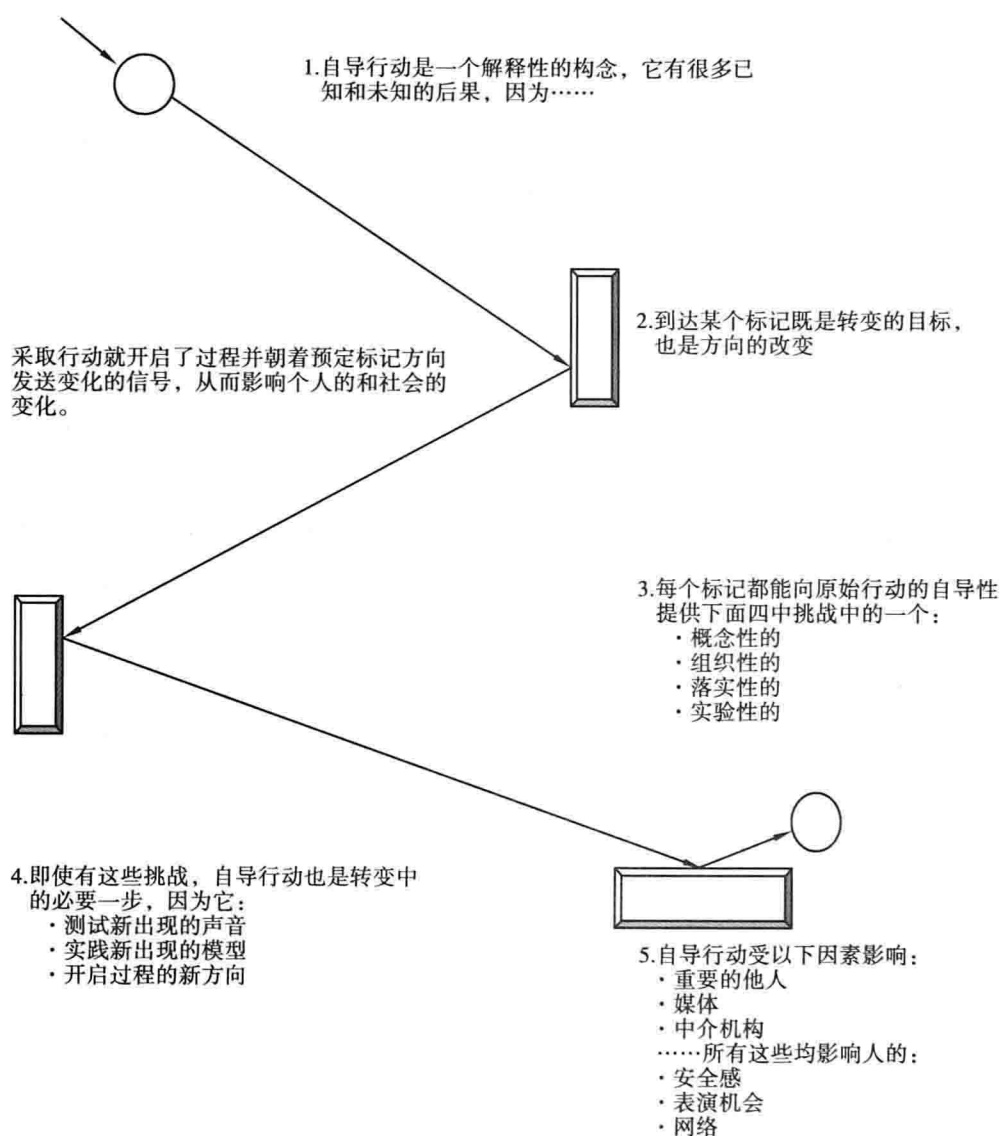 1.自导行动是一个解释性的构念，它有很多已
知和未知的后果，因为……
2.到达某个标记既是转变的目标，
也是方向的改变
采取行动就开启了过程并朝着预定标记方向
发送变化的信号，从而影响个人的和社会的
变化。
3.每个标记都能向原始行动的自导性
提供下面四中挑战中的一个：
·概念性的
·组织性的
·落实性的
·实验性的
4.即使有这些挑战，自导行动也是转变中
的必要一步，因为它：
·测试新出现的声音
·实践新出现的模型
·开启过程的新方向
5.自导行动受以下因素影响：
·重要的他人
·媒体
·中介机构
……所有这些均影响人的：
·安全感
·表演机会
·网络